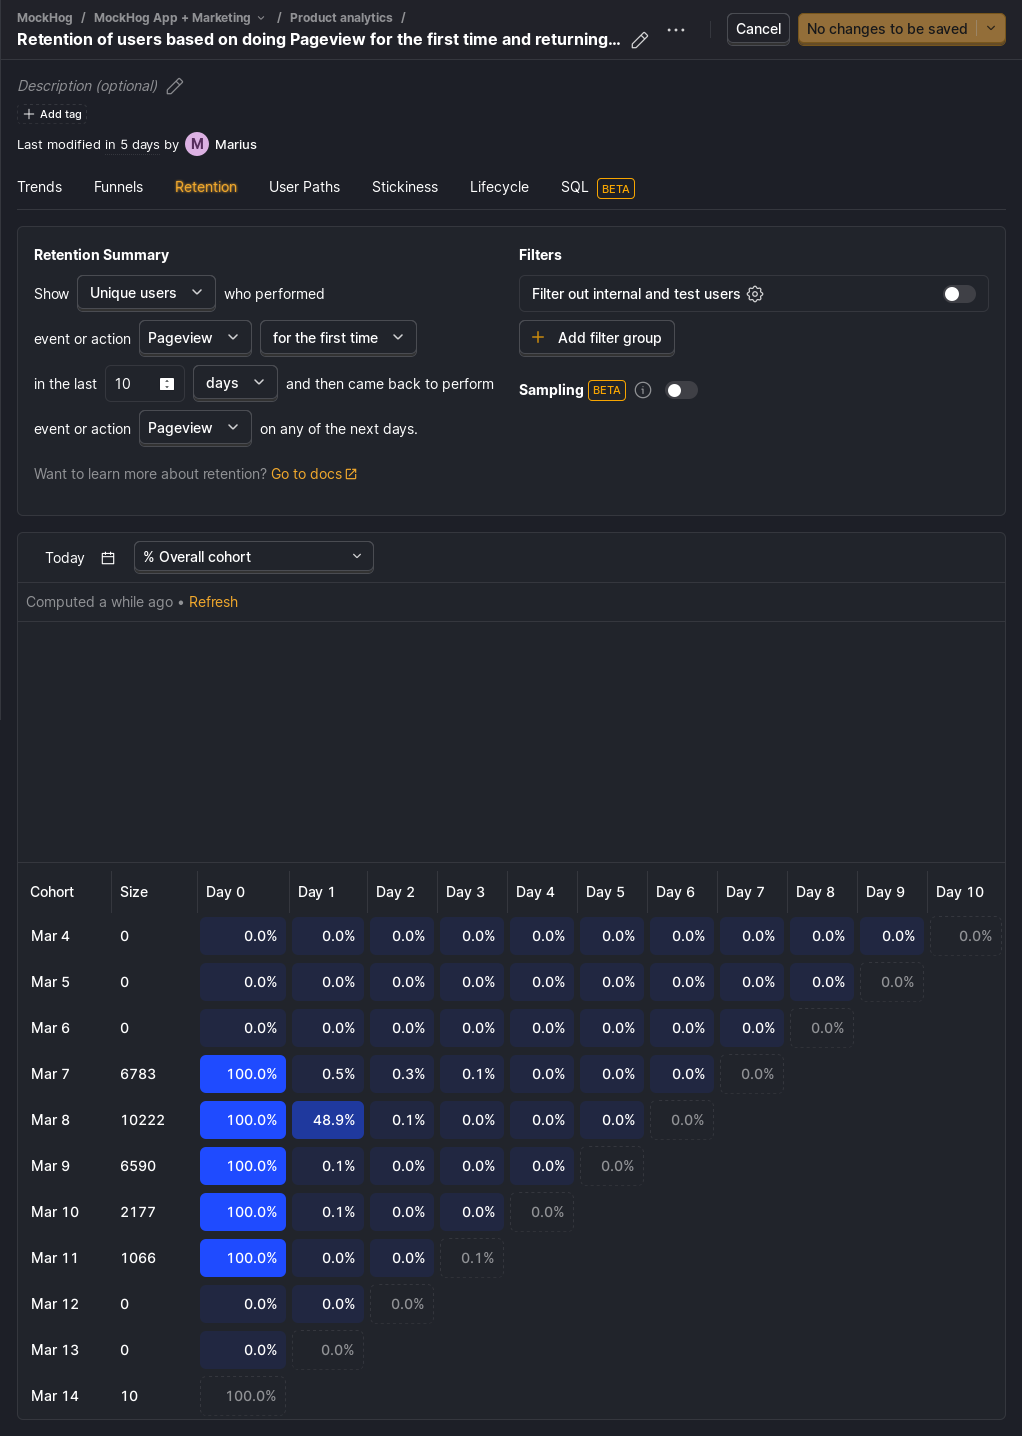 MockHog / MockHog App + Marketing / Product analytics /
Retention of users based on doing Pageview for the first time and returning...
Cancel
No changes to be saved
Description (optional)
Add tag
Last modified in 5 days by M Marius
Trends Funnels Retention User Paths Stickiness Lifecycle SQL BETA
Retention Summary
Show Unique users who performed
event or action Pageview for the first time
in the last 10 days and then came back to perform
event or action Pageview on any of the next days.
Want to learn more about retention? Go to docs
Filters
Filter out internal and test users
Add filter group
Sampling BETA
Today % Overall cohort
Computed a while ago • Refresh
Cohort Size Day 0 Day 1 Day 2 Day 3 Day 4 Day 5 Day 6 Day 7 Day 8 Day 9 Day 10
Mar 4 0 0.0% 0.0% 0.0% 0.0% 0.0% 0.0% 0.0% 0.0% 0.0% 0.0% 0.0%
Mar 5 0 0.0% 0.0% 0.0% 0.0% 0.0% 0.0% 0.0% 0.0% 0.0% 0.0%
Mar 6 0 0.0% 0.0% 0.0% 0.0% 0.0% 0.0% 0.0% 0.0% 0.0%
Mar 7 6783 100.0% 0.5% 0.3% 0.1% 0.0% 0.0% 0.0% 0.0%
Mar 8 10222 100.0% 48.9% 0.1% 0.0% 0.0% 0.0% 0.0%
Mar 9 6590 100.0% 0.1% 0.0% 0.0% 0.0% 0.0%
Mar 10 2177 100.0% 0.1% 0.0% 0.0% 0.0%
Mar 11 1066 100.0% 0.0% 0.0% 0.1%
Mar 12 0 0.0% 0.0% 0.0%
Mar 13 0 0.0% 0.0%
Mar 14 10 100.0%